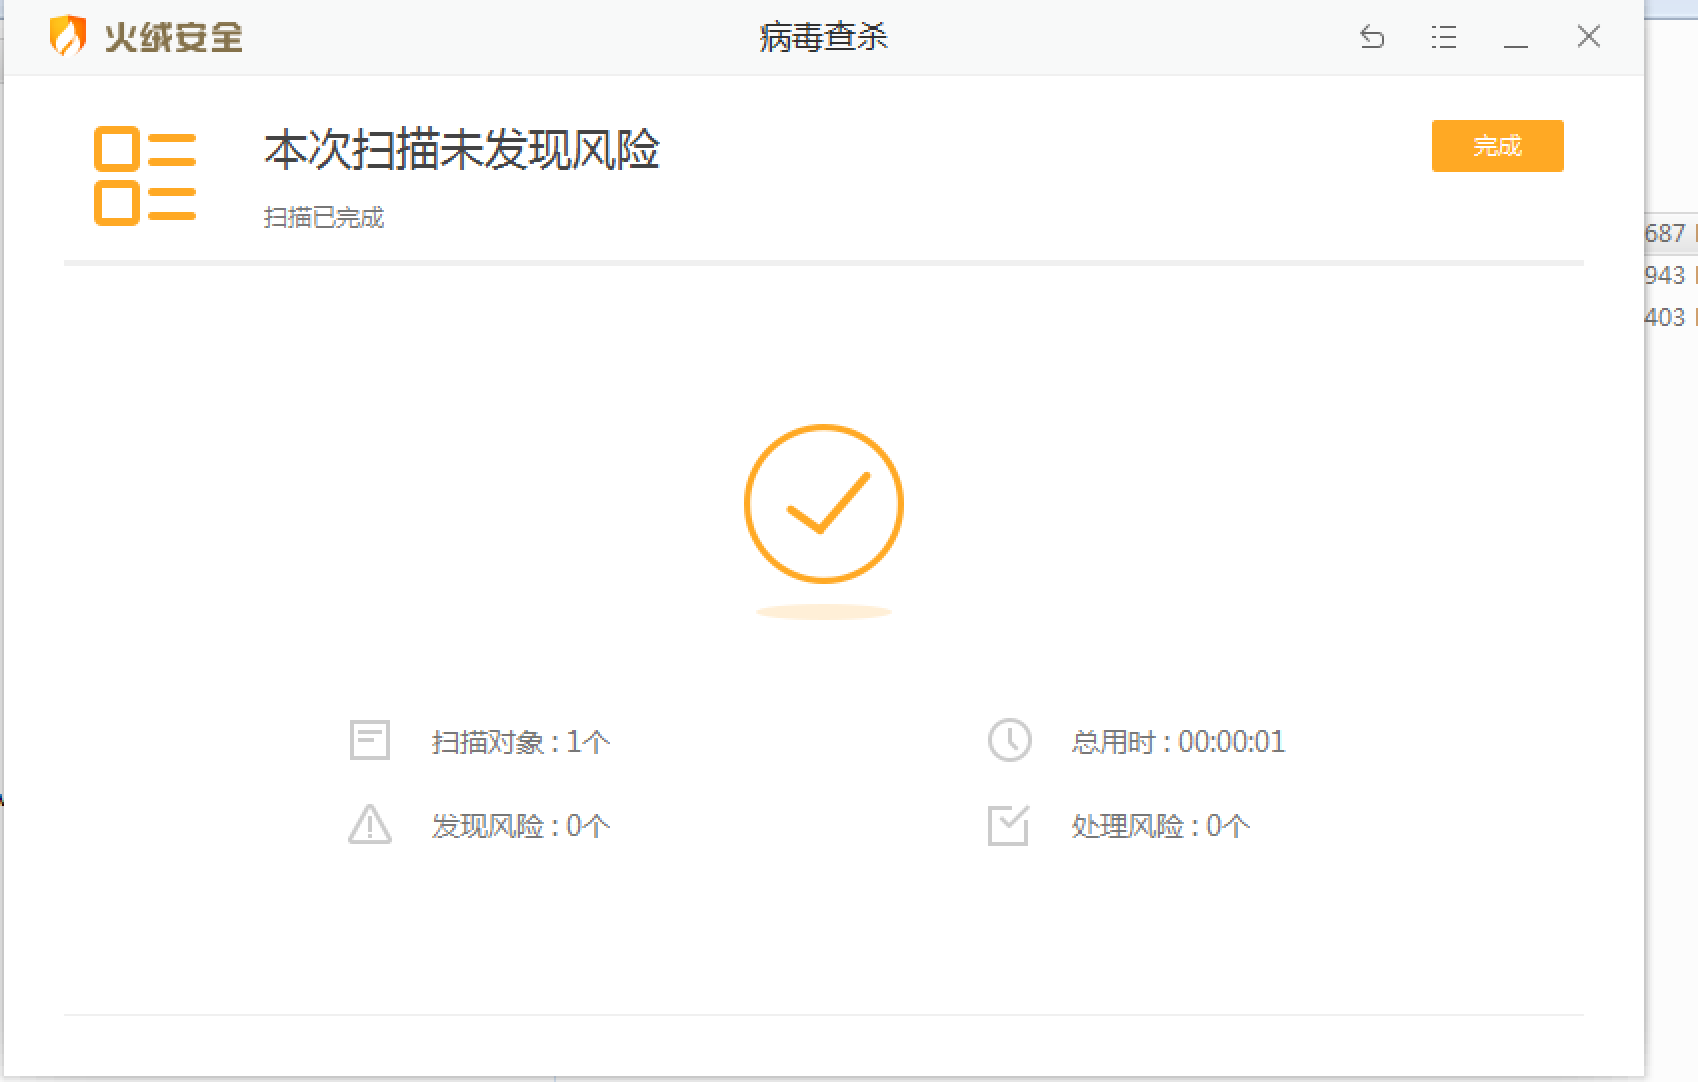 火绒安全
病毒查杀
本次扫描未发现风险
完成
扫描已完成
687
943
403
扫描对象 : 1个
总用时 : 00:00:01
发现风险 : 0个
处理风险 : 0个